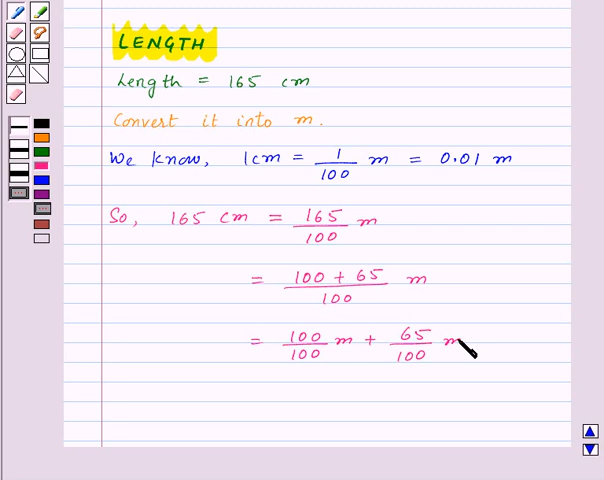 LENGTH
Length = 165 cm
Convert it into m.
We know, 1cm = 1/100 m = 0.01 m
So, 165 cm = 165/100 m
= 100 + 65/100 m
= 100/100 m + 65/100 m